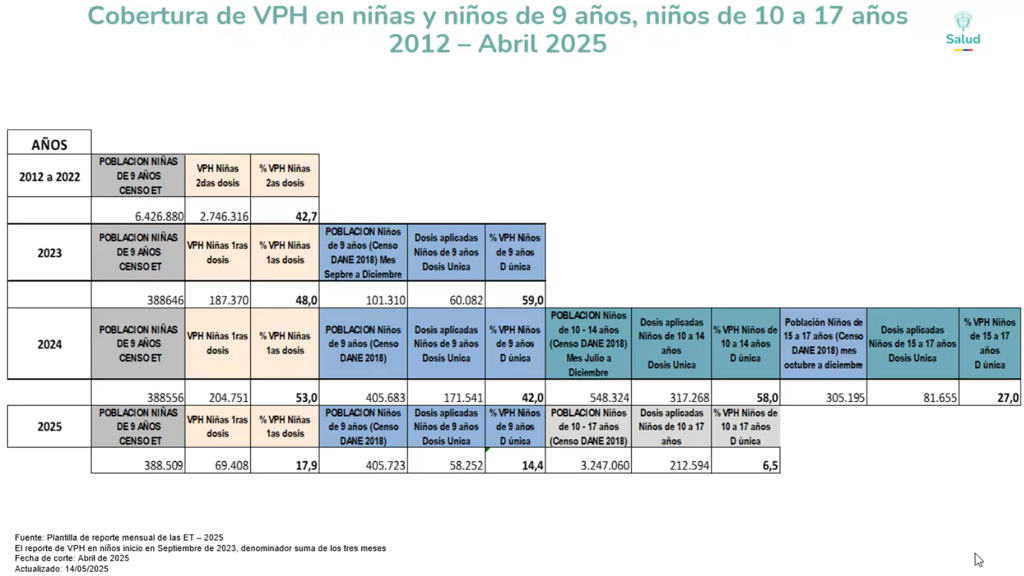 Cobertura de VPH en niñas y niños de 9 años, niños de 10 a 17 años
2012 – Abril 2025
Salud
AÑOS
2012 a 2022
POBLACION NIÑAS
DE 9 AÑOS
CENSO ET
VPH Niñas
2das dosis
% VPH Niñas
2as dosis
6.426.880
2.746.316
42,7
2023
POBLACION NIÑAS
DE 9 AÑOS
CENSO ET
VPH Niñas 1ras
dosis
% VPH Niñas
1as dosis
POBLACION Niños
de 9 años (Censo
DANE 2018) Mes
Sepbre a Diciembre
Dosis aplicadas
Niños de 9 años
Dosis Unica
% VPH Niños
de 9 años
D única
388646
187.370
48,0
101.310
60.082
59,0
2024
POBLACION NIÑAS
DE 9 AÑOS
CENSO ET
VPH Niñas 1ras
dosis
% VPH Niñas
1as dosis
POBLACION Niños
de 9 años (Censo
DANE 2018)
Dosis aplicadas
Niños de 9 años
Dosis Unica
% VPH Niños
de 9 años
D única
POBLACION Niños
de 10 - 14 años
(Censo DANE 2018)
Mes Julio a
Diciembre
Dosis aplicadas
Niños de 10 a 14
años
Dosis Unica
% VPH Niños de
10 a 14 años
D única
Población Niños de
15 a 17 años (Censo
DANE 2018) mes
octubre a diciembre
Dosis aplicadas
Niños de 15 a 17 años
Dosis Unica
% VPH Niños
de 15 a 17
años
D única
388556
204.751
53,0
405.683
171.541
42,0
548.324
317.268
58,0
305.195
81.655
27,0
2025
POBLACION NIÑAS
DE 9 AÑOS
CENSO ET
VPH Niñas 1ras
dosis
% VPH Niñas
1as dosis
POBLACION Niños
de 9 años (Censo
DANE 2018)
Dosis aplicadas
Niños de 9 años
Dosis Unica
% VPH Niños
de 9 años
D única
POBLACION Niños
de 10 - 17 años
(Censo DANE 2018)
Dosis aplicadas
Niños de 10 a 17
años
% VPH Niños de
10 a 17 años
D única
388.509
69.408
17,9
405.723
58.252
14,4
3.247.060
212.594
6,5
Fuente: Plantilla de reporte mensual de las ET – 2025
El reporte de VPH en niños inicio en Septiembre de 2023, denominador suma de los tres meses
Fecha de corte: Abril de 2025
Actualizado: 14/05/2025